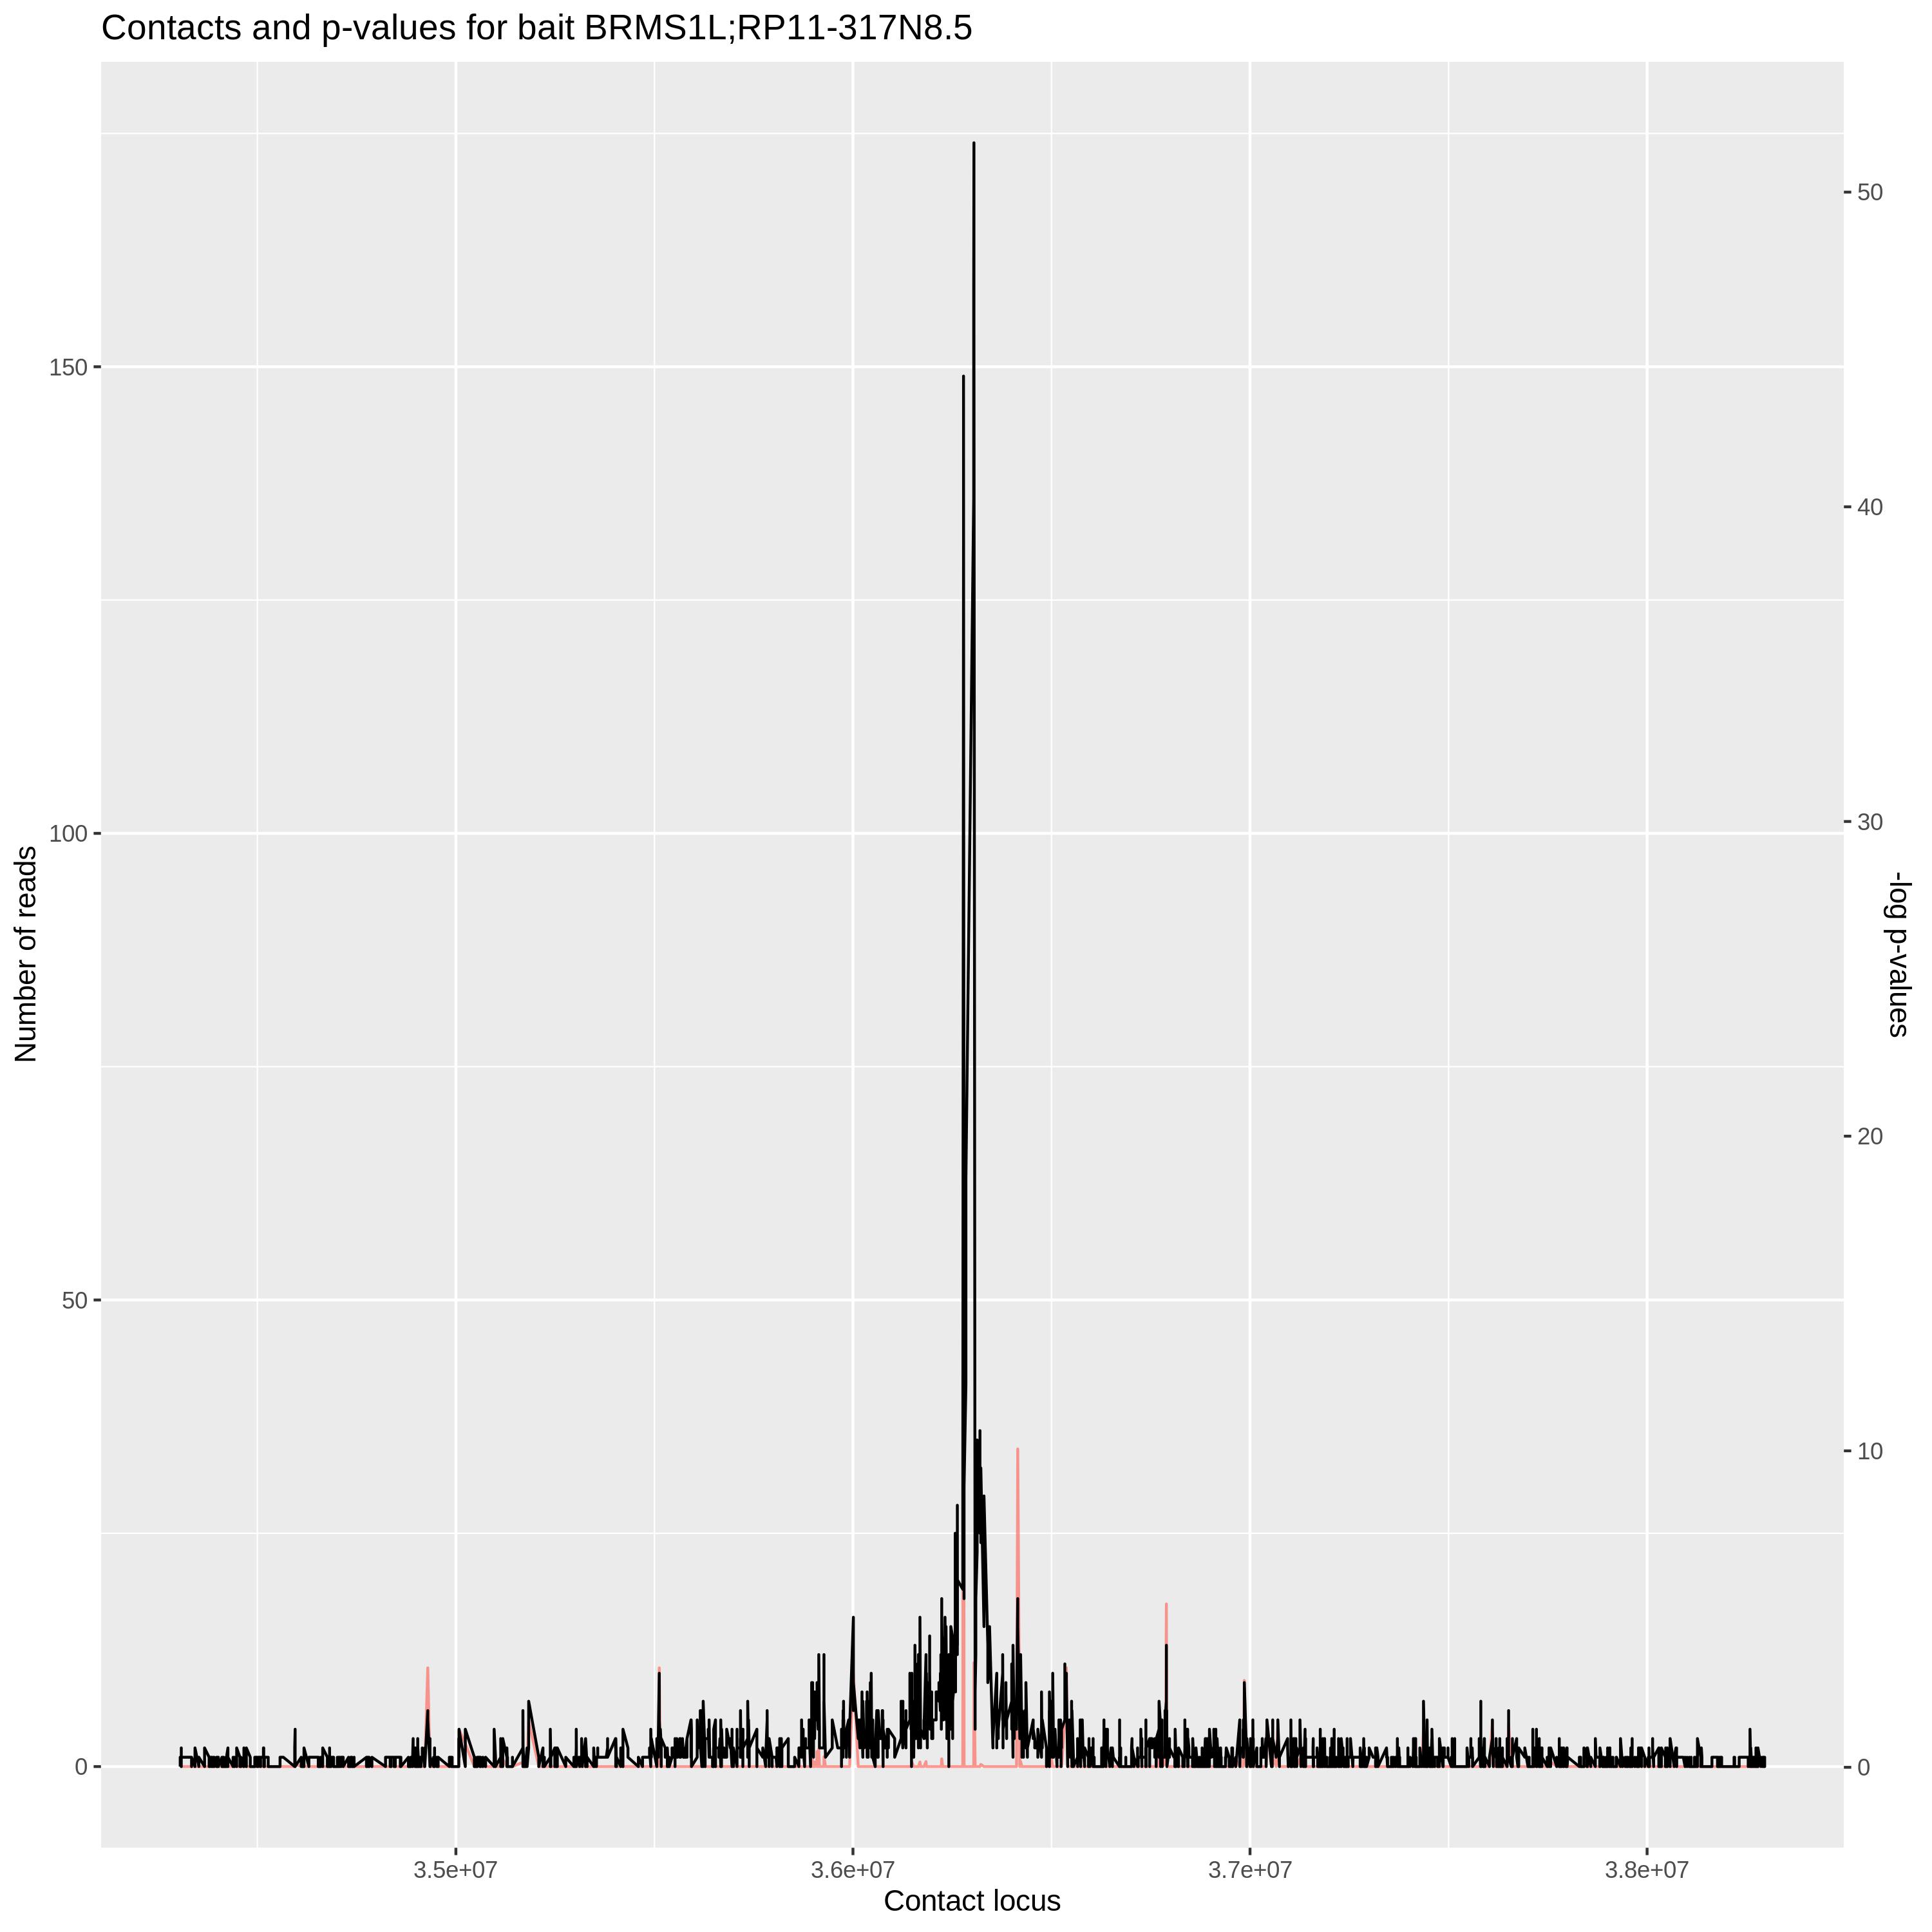 Contacts and p-values for bait BRMS1L;RP11-317N8.5
150
100
50
0
50
40
30
20
10
0
Number of reads
-log p-values
3.5e+07
3.6e+07
3.7e+07
3.8e+07
Contact locus